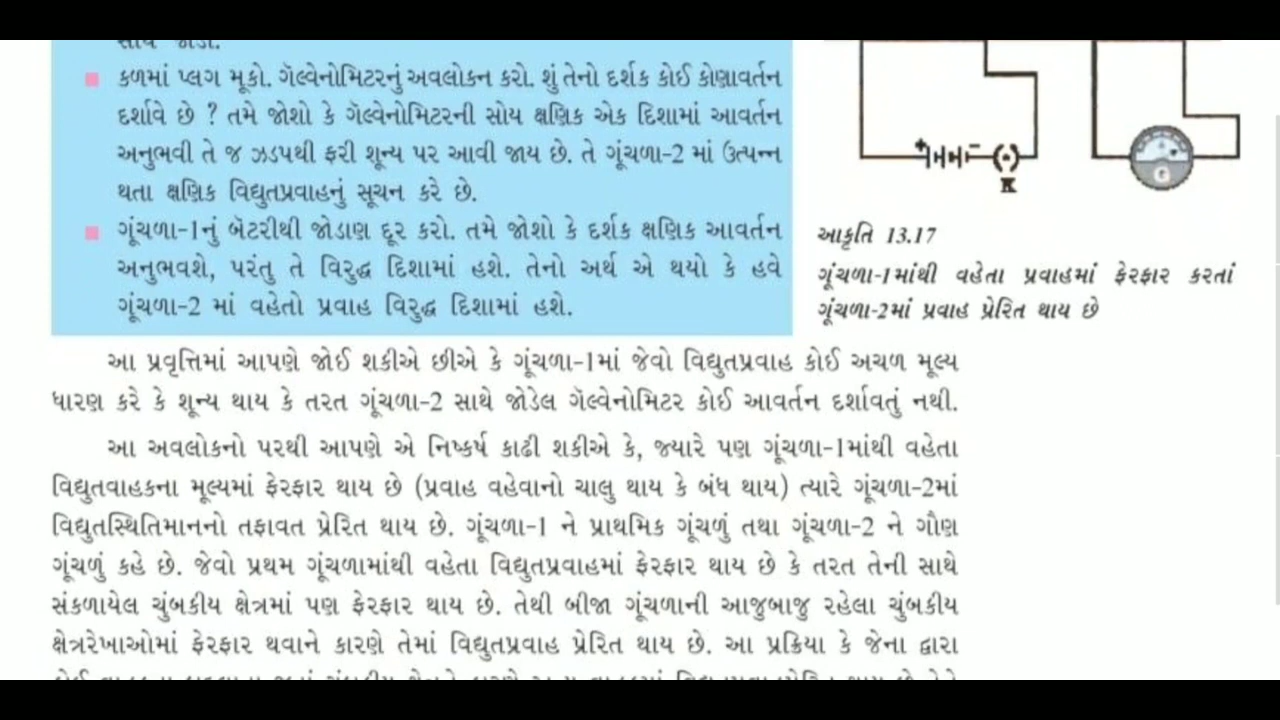 કળમાં પ્લગ મૂકો. ગૅલ્વેનોમિટરનું અવલોકન કરો. શું તેનો દર્શક કોઈ કોણાવર્તન
દર્શાવે છે ? તમે જોશો કે ગૅલ્વેનોમિટરની સોય ક્ષણિક એક દિશામાં આવર્તન
અનુભવી તે જ ઝડપથી ફરી શૂન્ય પર આવી જાય છે. તે ગૂંચળા-2 માં ઉત્પન્ન
થતા ક્ષણિક વિદ્યુતપ્રવાહનું સૂચન કરે છે.
ગૂંચળા-1નું બૅટરીથી જોડાણ દૂર કરો. તમે જોશો કે દર્શક ક્ષણિક આવર્તન
અનુભવશે, પરંતુ તે વિરુદ્ધ દિશામાં હશે. તેનો અર્થ એ થયો કે હવે
ગૂંચળા-2 માં વહેતો પ્રવાહ વિરુદ્ધ દિશામાં હશે.
+ −
K
G
આકૃતિ 13.17
ગૂંચળા-1માંથી વહેતા પ્રવાહમાં ફેરફાર કરતાં
ગૂંચળા-2માં પ્રવાહ પ્રેરિત થાય છે
આ પ્રવૃત્તિમાં આપણે જોઈ શકીએ છીએ કે ગૂંચળા-1માં જેવો વિદ્યુતપ્રવાહ કોઈ અચળ મૂલ્ય
ધારણ કરે કે શૂન્ય થાય કે તરત ગૂંચળા-2 સાથે જોડેલ ગૅલ્વેનોમિટર કોઈ આવર્તન દર્શાવતું નથી.
આ અવલોકનો પરથી આપણે એ નિષ્કર્ષ કાઢી શકીએ કે, જ્યારે પણ ગૂંચળા-1માંથી વહેતા
વિદ્યુતવાહકના મૂલ્યમાં ફેરફાર થાય છે (પ્રવાહ વહેવાનો ચાલુ થાય કે બંધ થાય) ત્યારે ગૂંચળા-2માં
વિદ્યુતસ્થિતિમાનનો તફાવત પ્રેરિત થાય છે. ગૂંચળા-1 ને પ્રાથમિક ગૂંચળું તથા ગૂંચળા-2 ને ગૌણ
ગૂંચળું કહે છે. જેવો પ્રથમ ગૂંચળામાંથી વહેતા વિદ્યુતપ્રવાહમાં ફેરફાર થાય છે કે તરત તેની સાથે
સંકળાયેલ ચુંબકીય ક્ષેત્રમાં પણ ફેરફાર થાય છે. તેથી બીજા ગૂંચળાની આજુબાજુ રહેલા ચુંબકીય
ક્ષેત્રરેખાઓમાં ફેરફાર થવાને કારણે તેમાં વિદ્યુતપ્રવાહ પ્રેરિત થાય છે. આ પ્રક્રિયા કે જેના દ્વારા